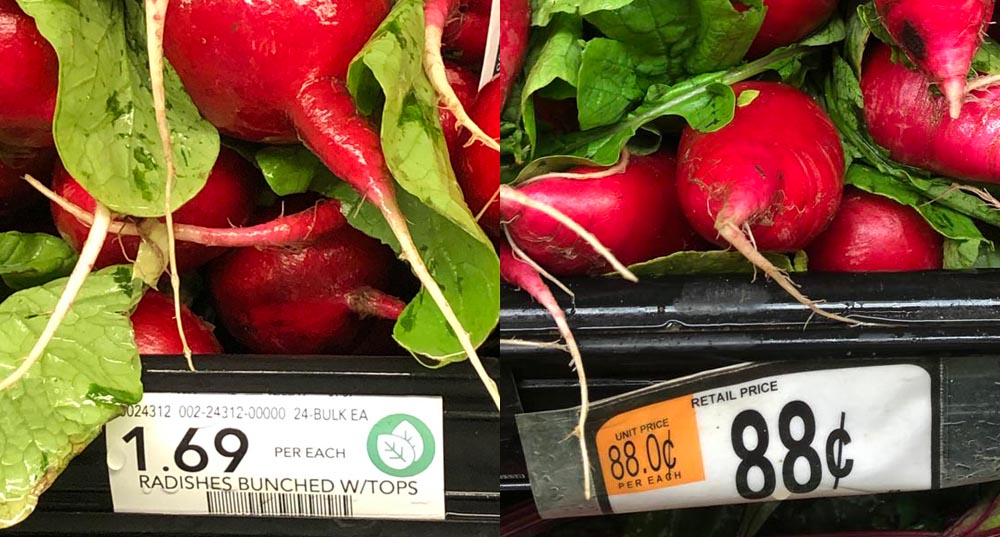 0024312 002-24312-00000 24-BULK EA
1.69 PER EACH
RADISHES BUNCHED W/TOPS
RETAIL PRICE
UNIT PRICE
88.0¢
PER EACH
88¢